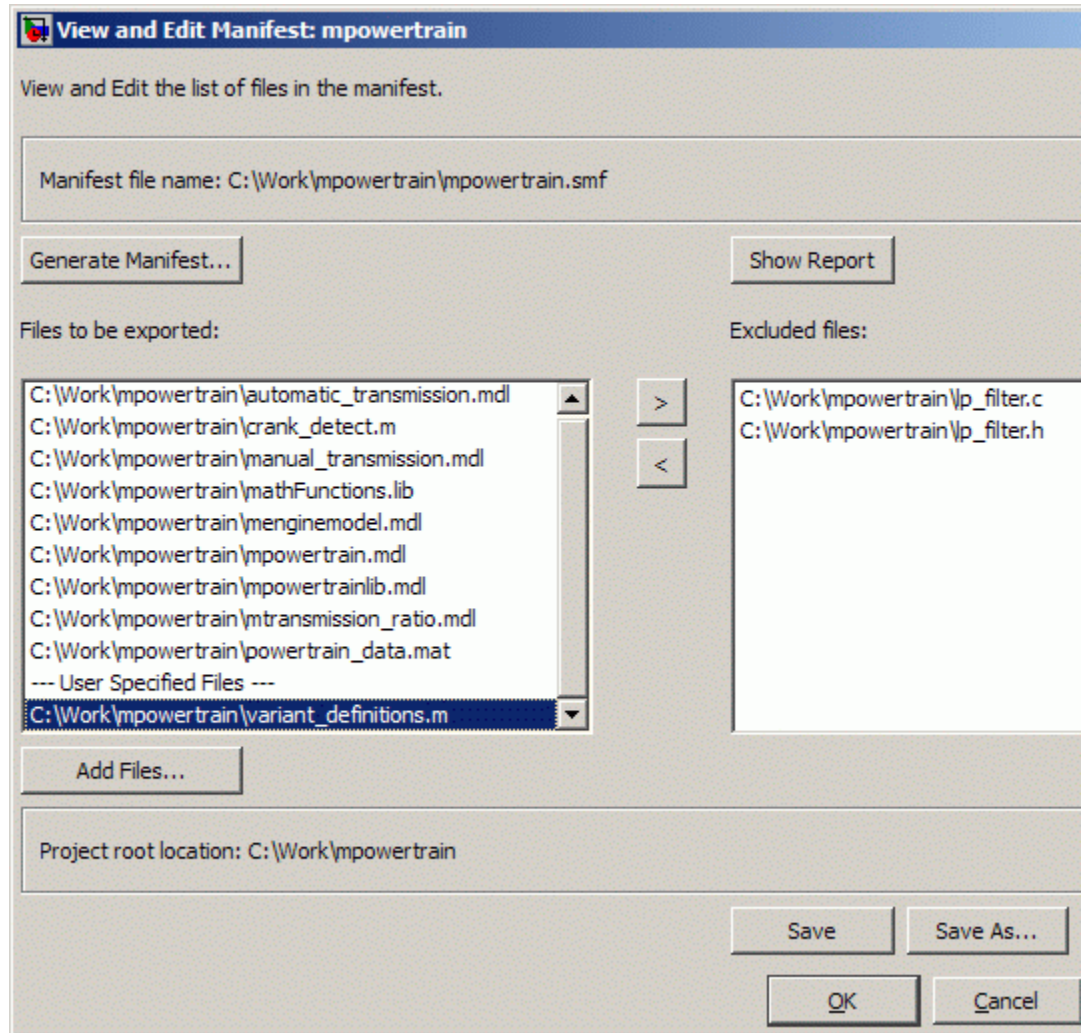 View and Edit Manifest: mpowertrain
View and Edit the list of files in the manifest.
Manifest file name: C:\Work\mpowertrain\mpowertrain.smf
Generate Manifest...
Show Report
Files to be exported:
Excluded files:
C:\Work\mpowertrain\automatic_transmission.mdl
C:\Work\mpowertrain\crank_detect.m
C:\Work\mpowertrain\manual_transmission.mdl
C:\Work\mpowertrain\mathFunctions.lib
C:\Work\mpowertrain\menginemodel.mdl
C:\Work\mpowertrain\mpowertrain.mdl
C:\Work\mpowertrain\mpowertrainlib.mdl
C:\Work\mpowertrain\mtransmission_ratio.mdl
C:\Work\mpowertrain\powertrain_data.mat
--- User Specified Files ---
C:\Work\mpowertrain\variant_definitions.m
>
<
C:\Work\mpowertrain\lp_filter.c
C:\Work\mpowertrain\lp_filter.h
Add Files...
Project root location: C:\Work\mpowertrain
Save
Save As...
OK
Cancel